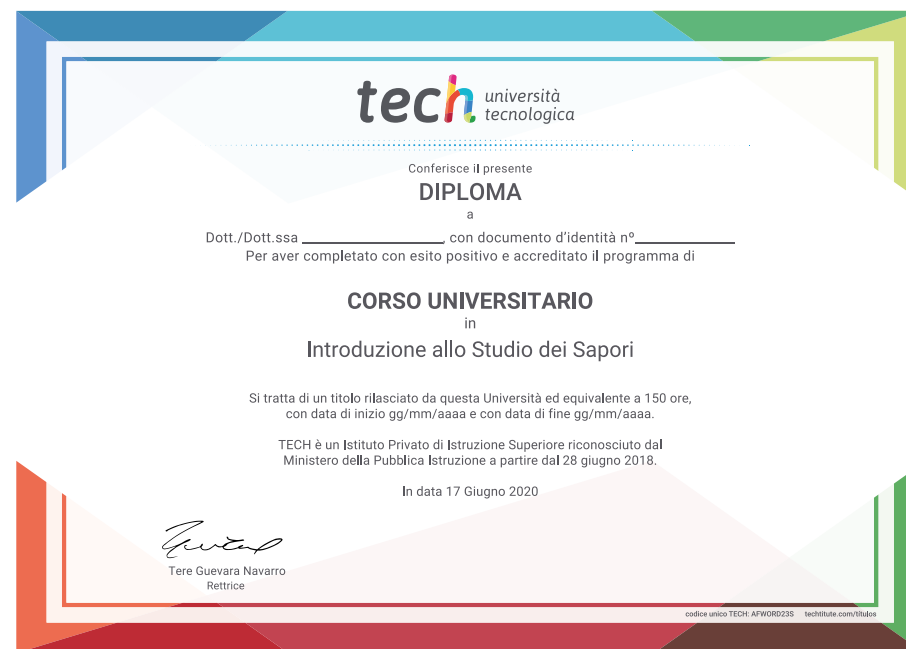 tech università
tecnologica
Conferisce il presente
DIPLOMA
a
Dott./Dott.ssa ____________________, con documento d'identità nº______________
Per aver completato con esito positivo e accreditato il programma di
CORSO UNIVERSITARIO
in
Introduzione allo Studio dei Sapori
Si tratta di un titolo rilasciato da questa Università ed equivalente a 150 ore,
con data di inizio gg/mm/aaaa e con data di fine gg/mm/aaaa.
TECH è un Istituto Privato di Istruzione Superiore riconosciuto dal
Ministero della Pubblica Istruzione a partire dal 28 giugno 2018.
In data 17 Giugno 2020
Tere Guevara Navarro
Rettrice
codice unico TECH: AFWORD23S techtitute.com/titulos